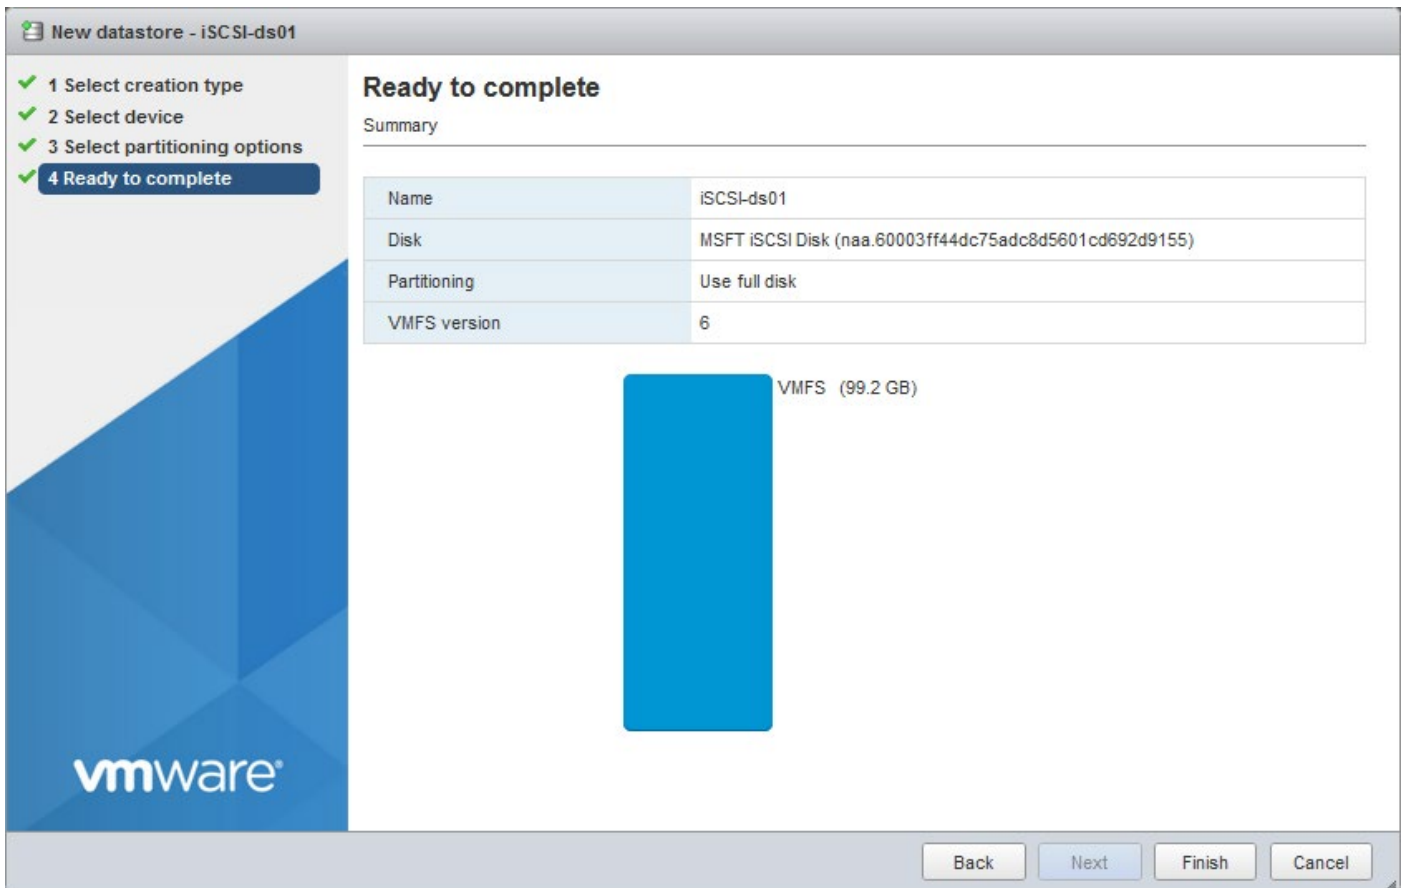 New datastore - iSCSI-ds01
1 Select creation type
2 Select device
3 Select partitioning options
4 Ready to complete
Ready to complete
Summary
Name iSCSI-ds01
Disk MSFT iSCSI Disk (naa.60003ff44dc75adc8d5601cd692d9155)
Partitioning Use full disk
VMFS version 6
VMFS (99.2 GB)
vmware®
Back Next Finish Cancel